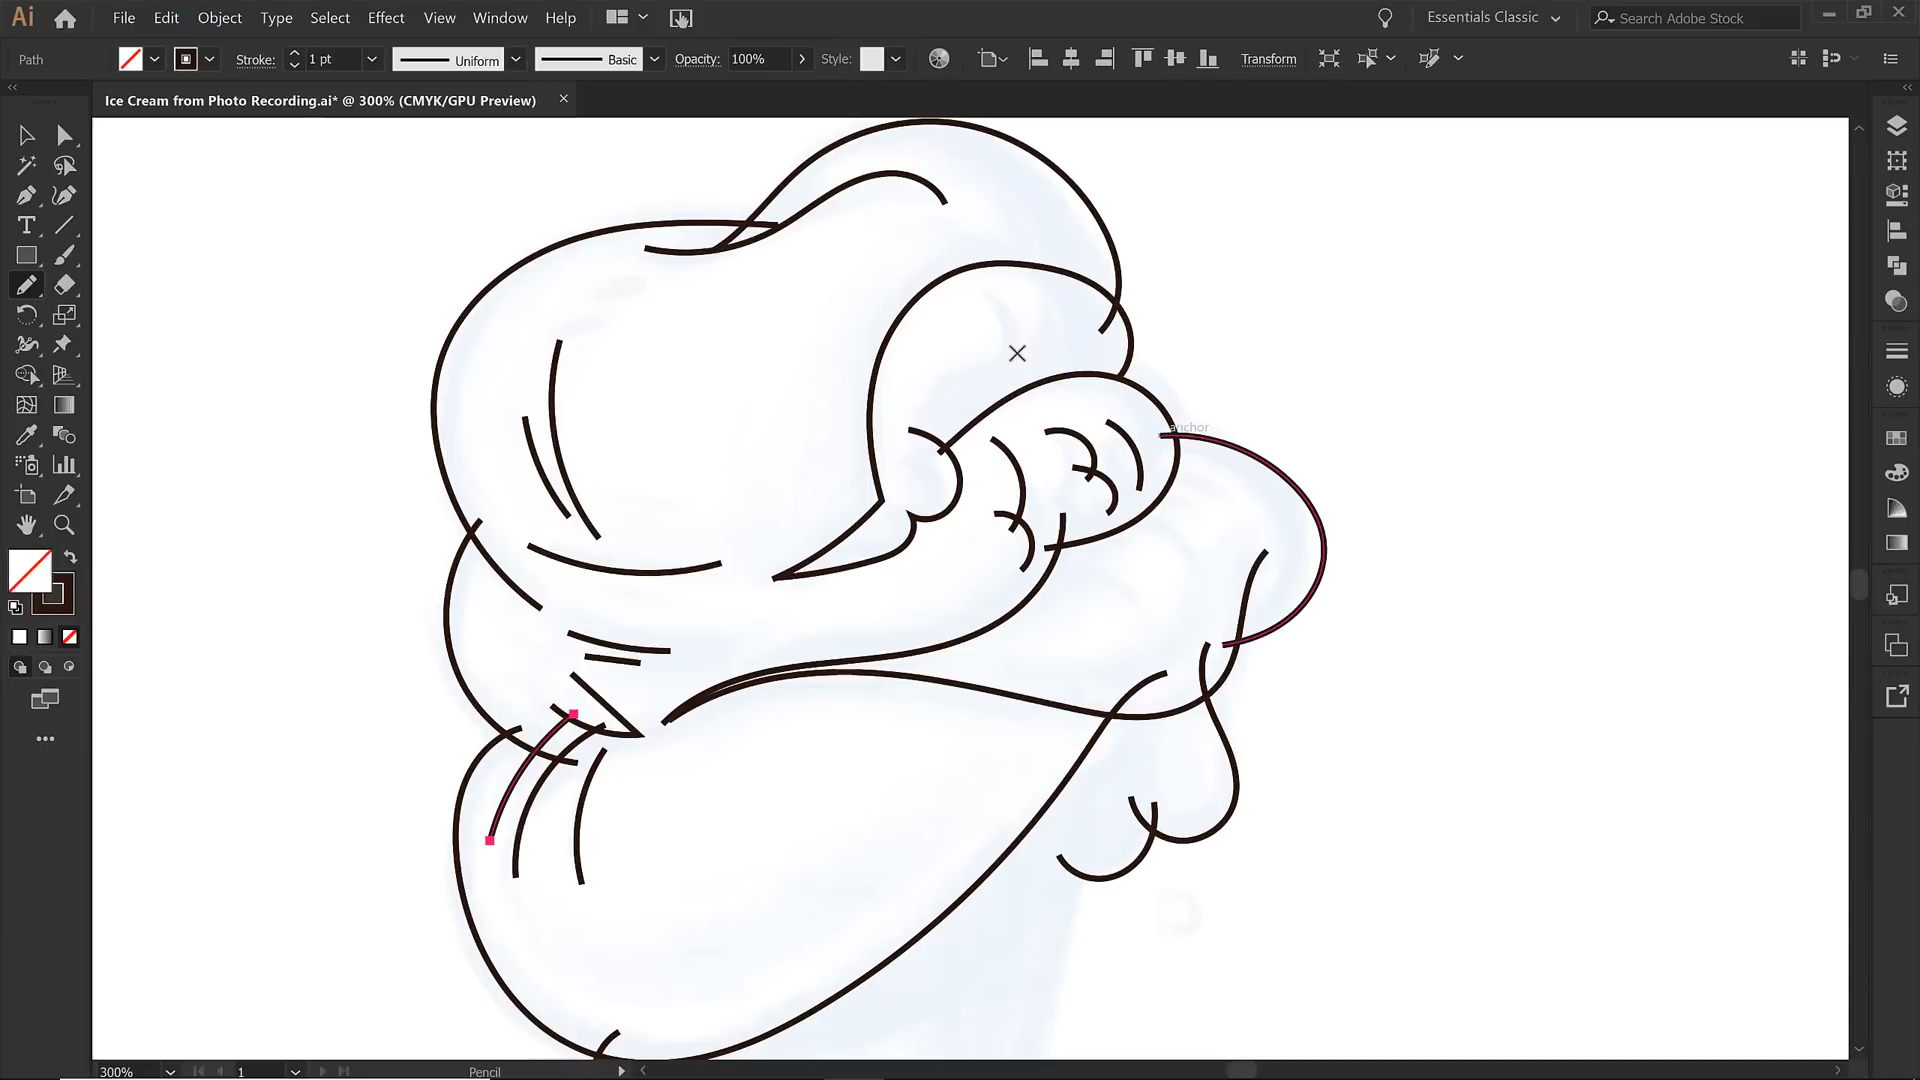 Ai File Edit Object Type Select Effect View Window Help Essentials Classic Search Adobe Stock
Path Stroke: 1 pt Uniform Basic Opacity: 100% Style: Transform
Ice Cream from Photo Recording.ai* @ 300% (CMYK/GPU Preview)
anchor
300% 1 Pencil